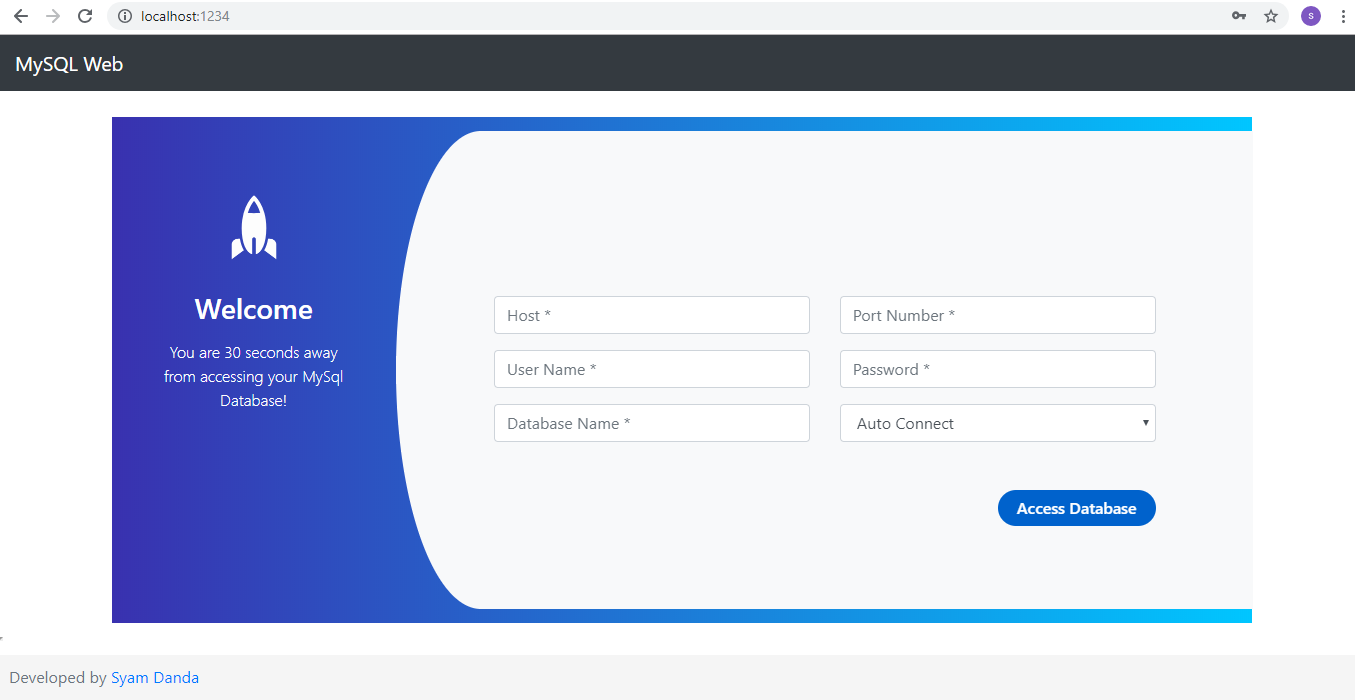 localhost:1234
S
MySQL Web
Welcome
You are 30 seconds away
from accessing your MySql
Database!
Host *
Port Number *
User Name *
Password *
Database Name *
Auto Connect
Access Database
Developed by Syam Danda